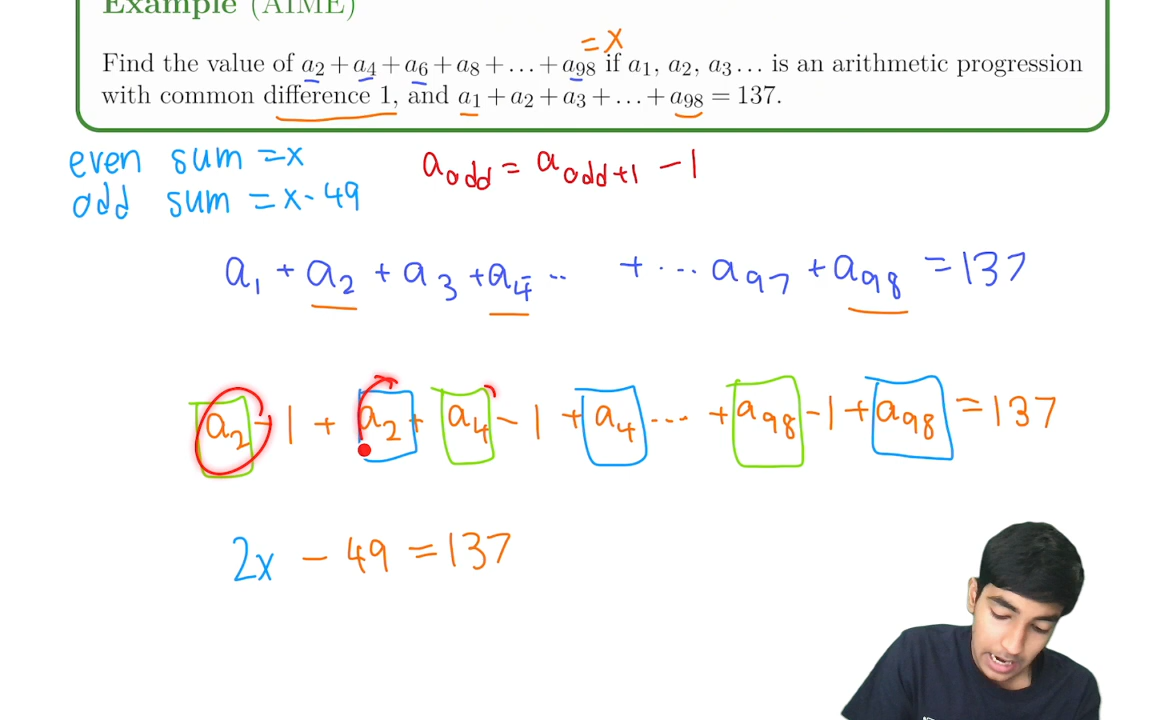 Example (AIME)
= x
Find the value of a₂ + a₄ + a₆ + a₈ + … + a₉₈ if a₁, a₂, a₃ … is an arithmetic progression
with common difference 1, and a₁ + a₂ + a₃ + … + a₉₈ = 137.
even sum = x
odd sum = x - 49
a_odd = a_odd+1 - 1
a₁ + a₂ + a₃ + a₄ ·· + ··· a₉₇ + a₉₈ = 137
a₂ - 1 + a₂ + a₄ - 1 + a₄ ... + a₉₈ - 1 + a₉₈ = 137
2x - 49 = 137